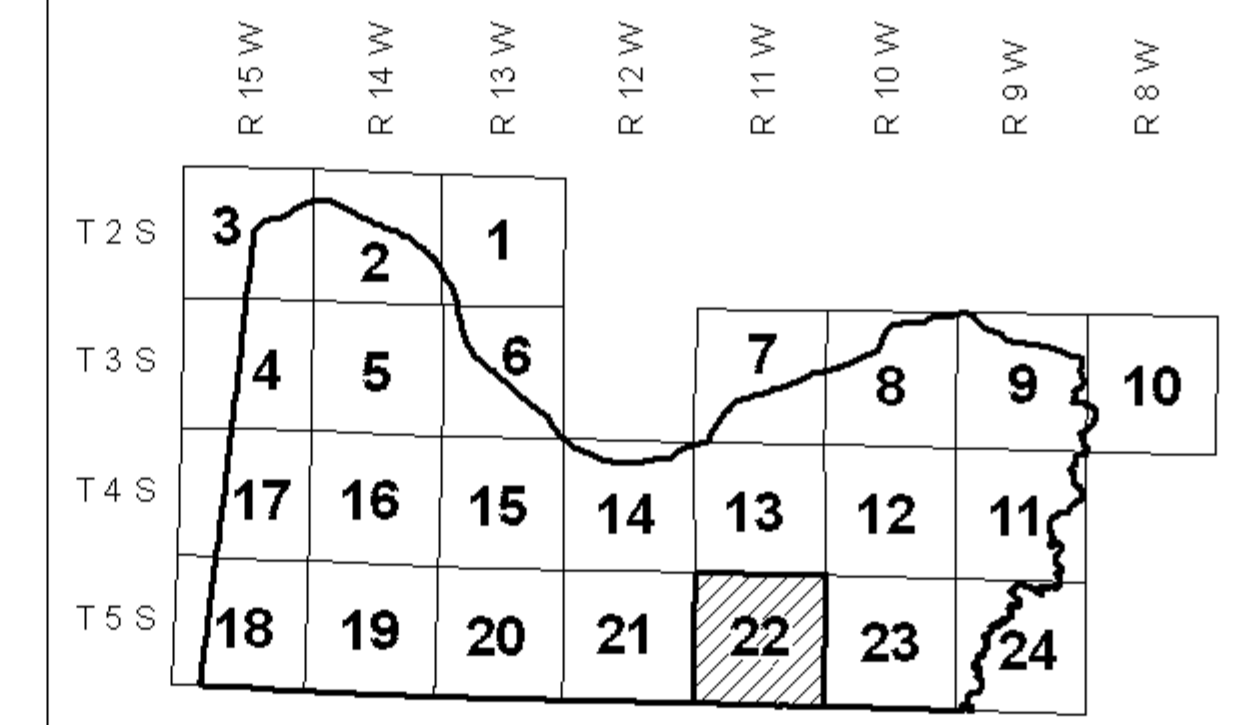 R 15 W R 14 W R 13 W R 12 W R 11 W R 10 W R 9 W R 8 W
T 2 S 3 2 1
T 3 S 4 5 6 7 8 9 10
T 4 S 17 16 15 14 13 12 11
T 5 S 18 19 20 21 22 23 24